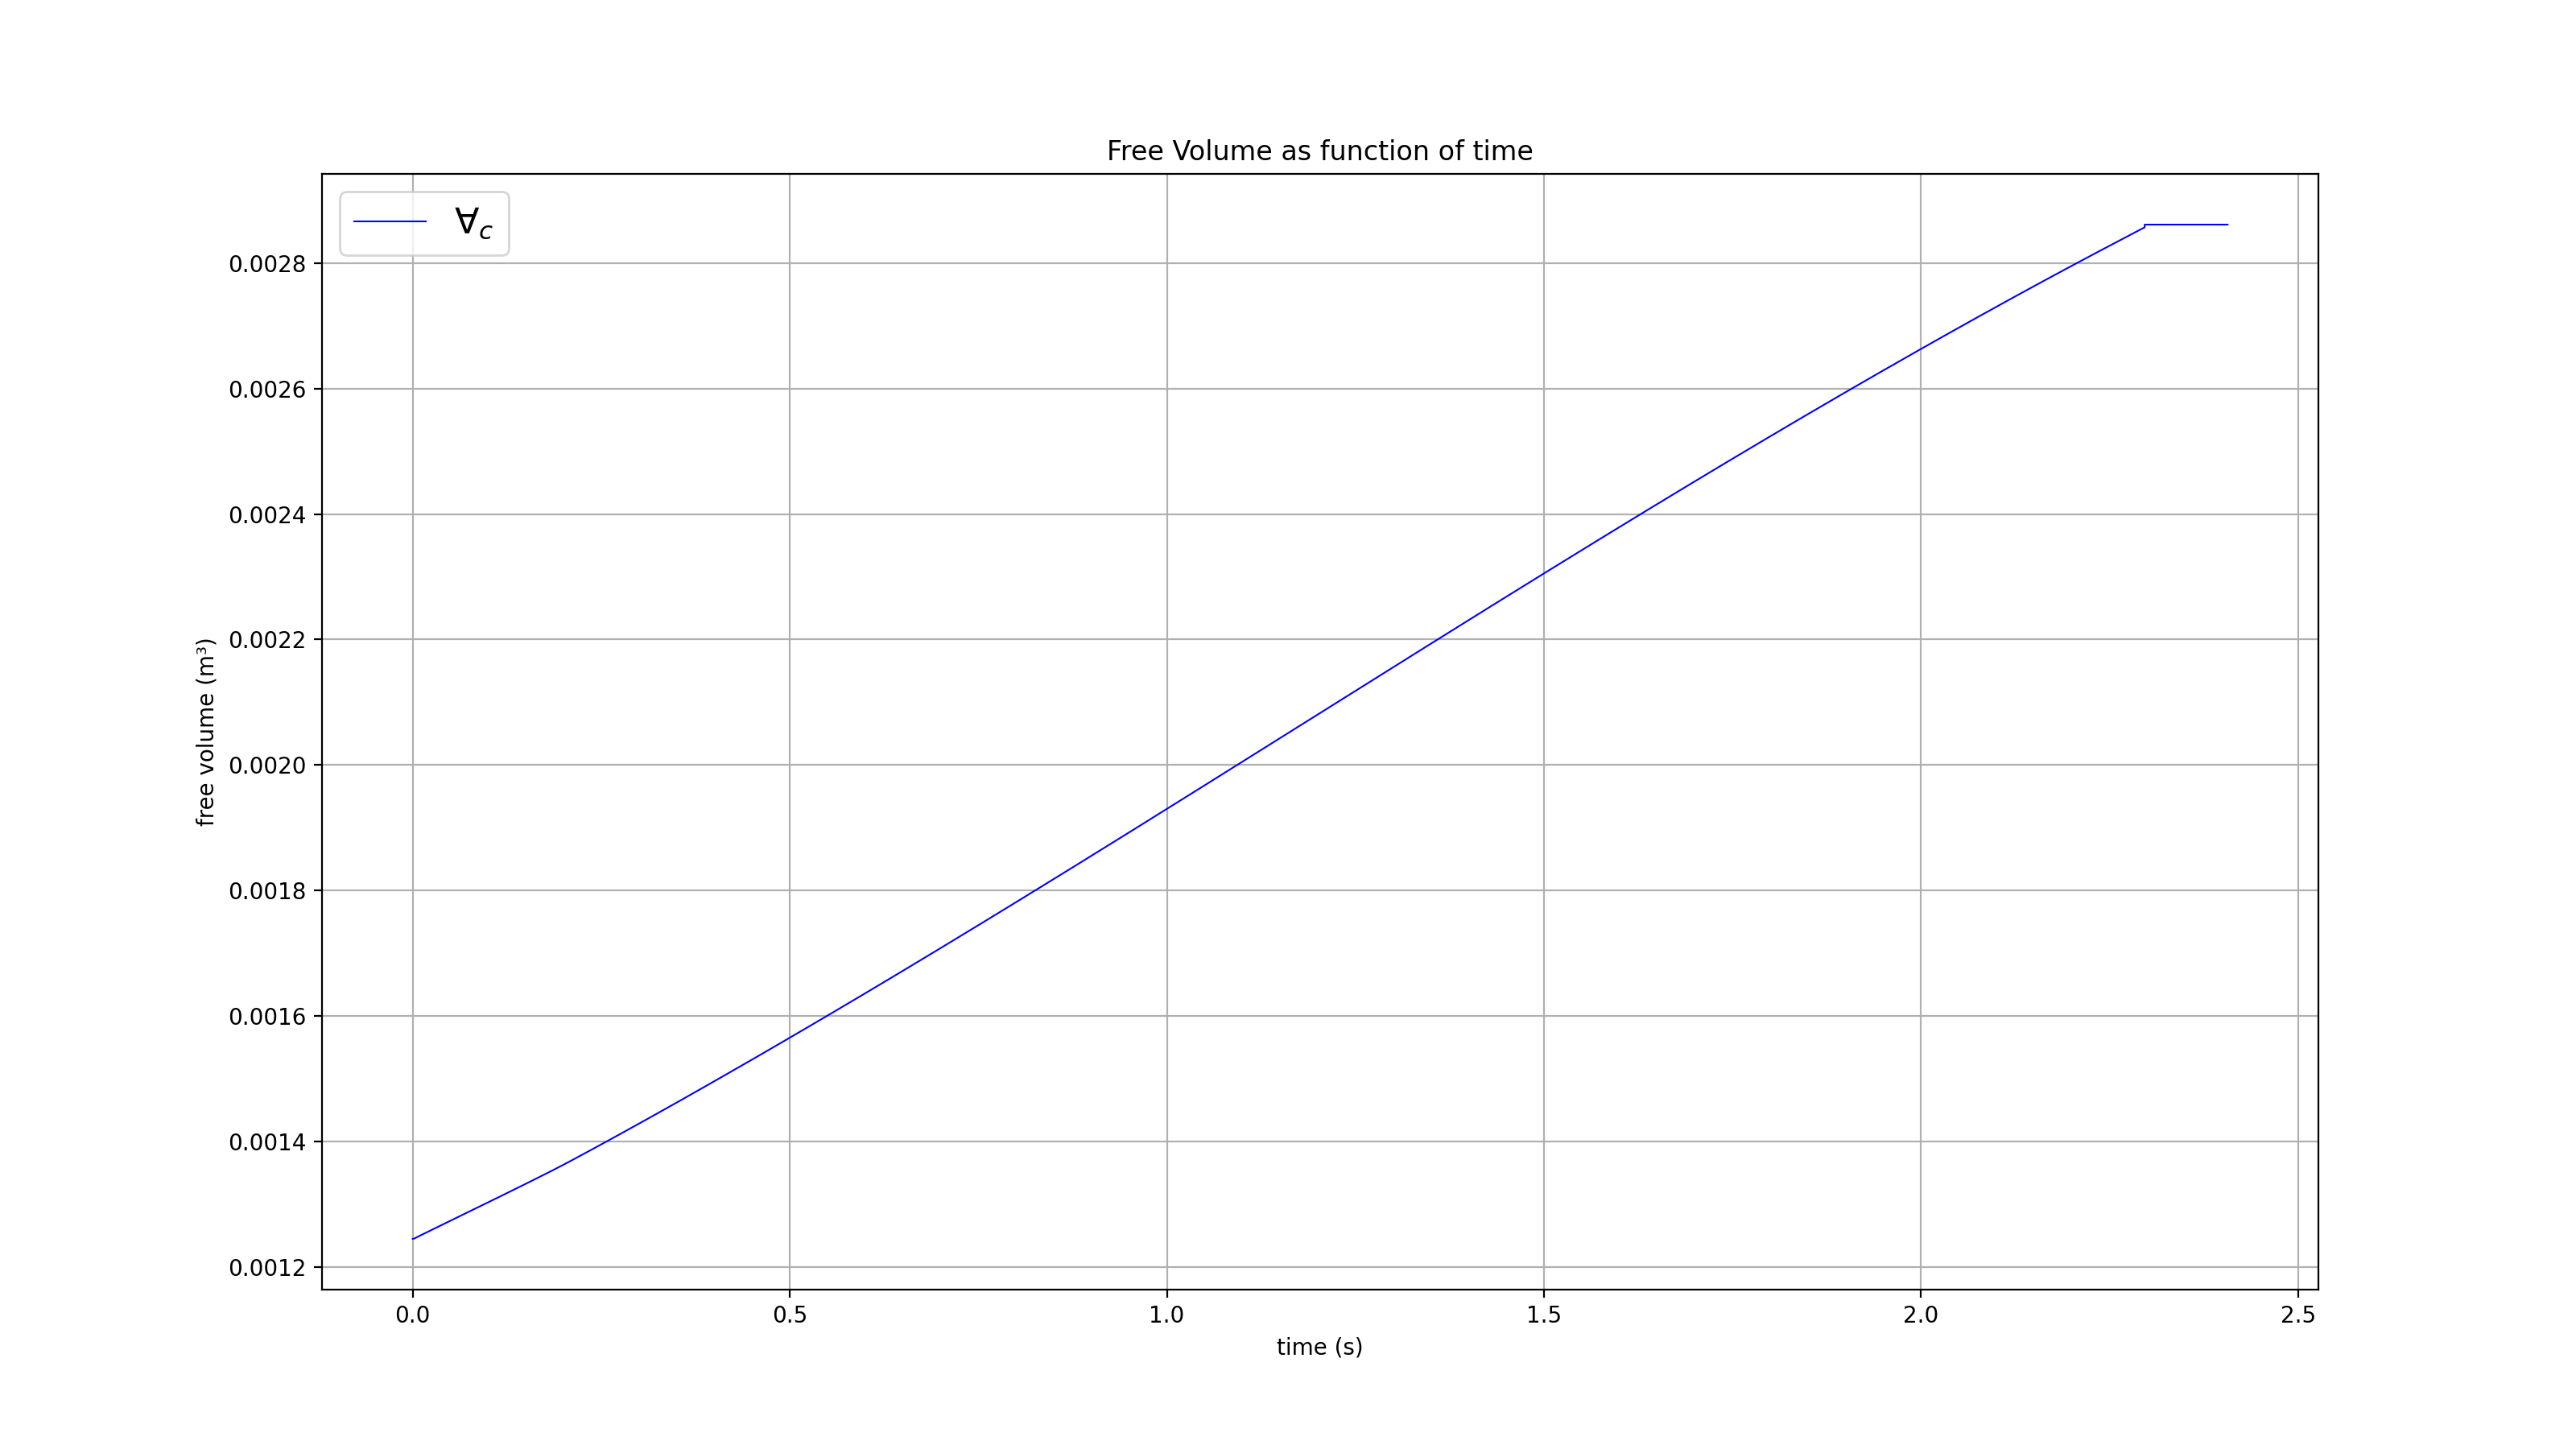 Free Volume as function of time
∀c
0.0028
0.0026
0.0024
0.0022
0.0020
0.0018
0.0016
0.0014
0.0012
free volume (m³)
0.0 0.5 1.0 1.5 2.0 2.5
time (s)